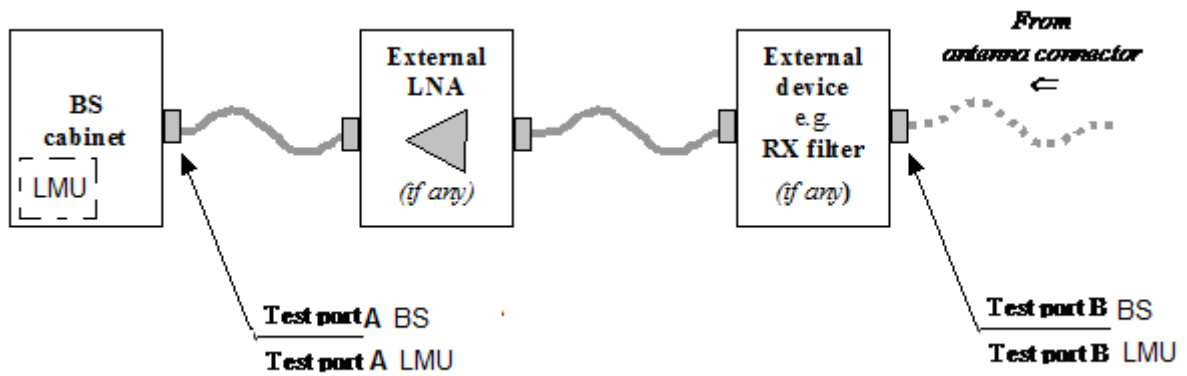 BS
cabinet
LMU
External
LNA
(if any)
External
device
e.g.
RX filter
(if any)
From
antenna connector
⇐
Test port A BS
Test port A LMU
Test port B BS
Test port B LMU